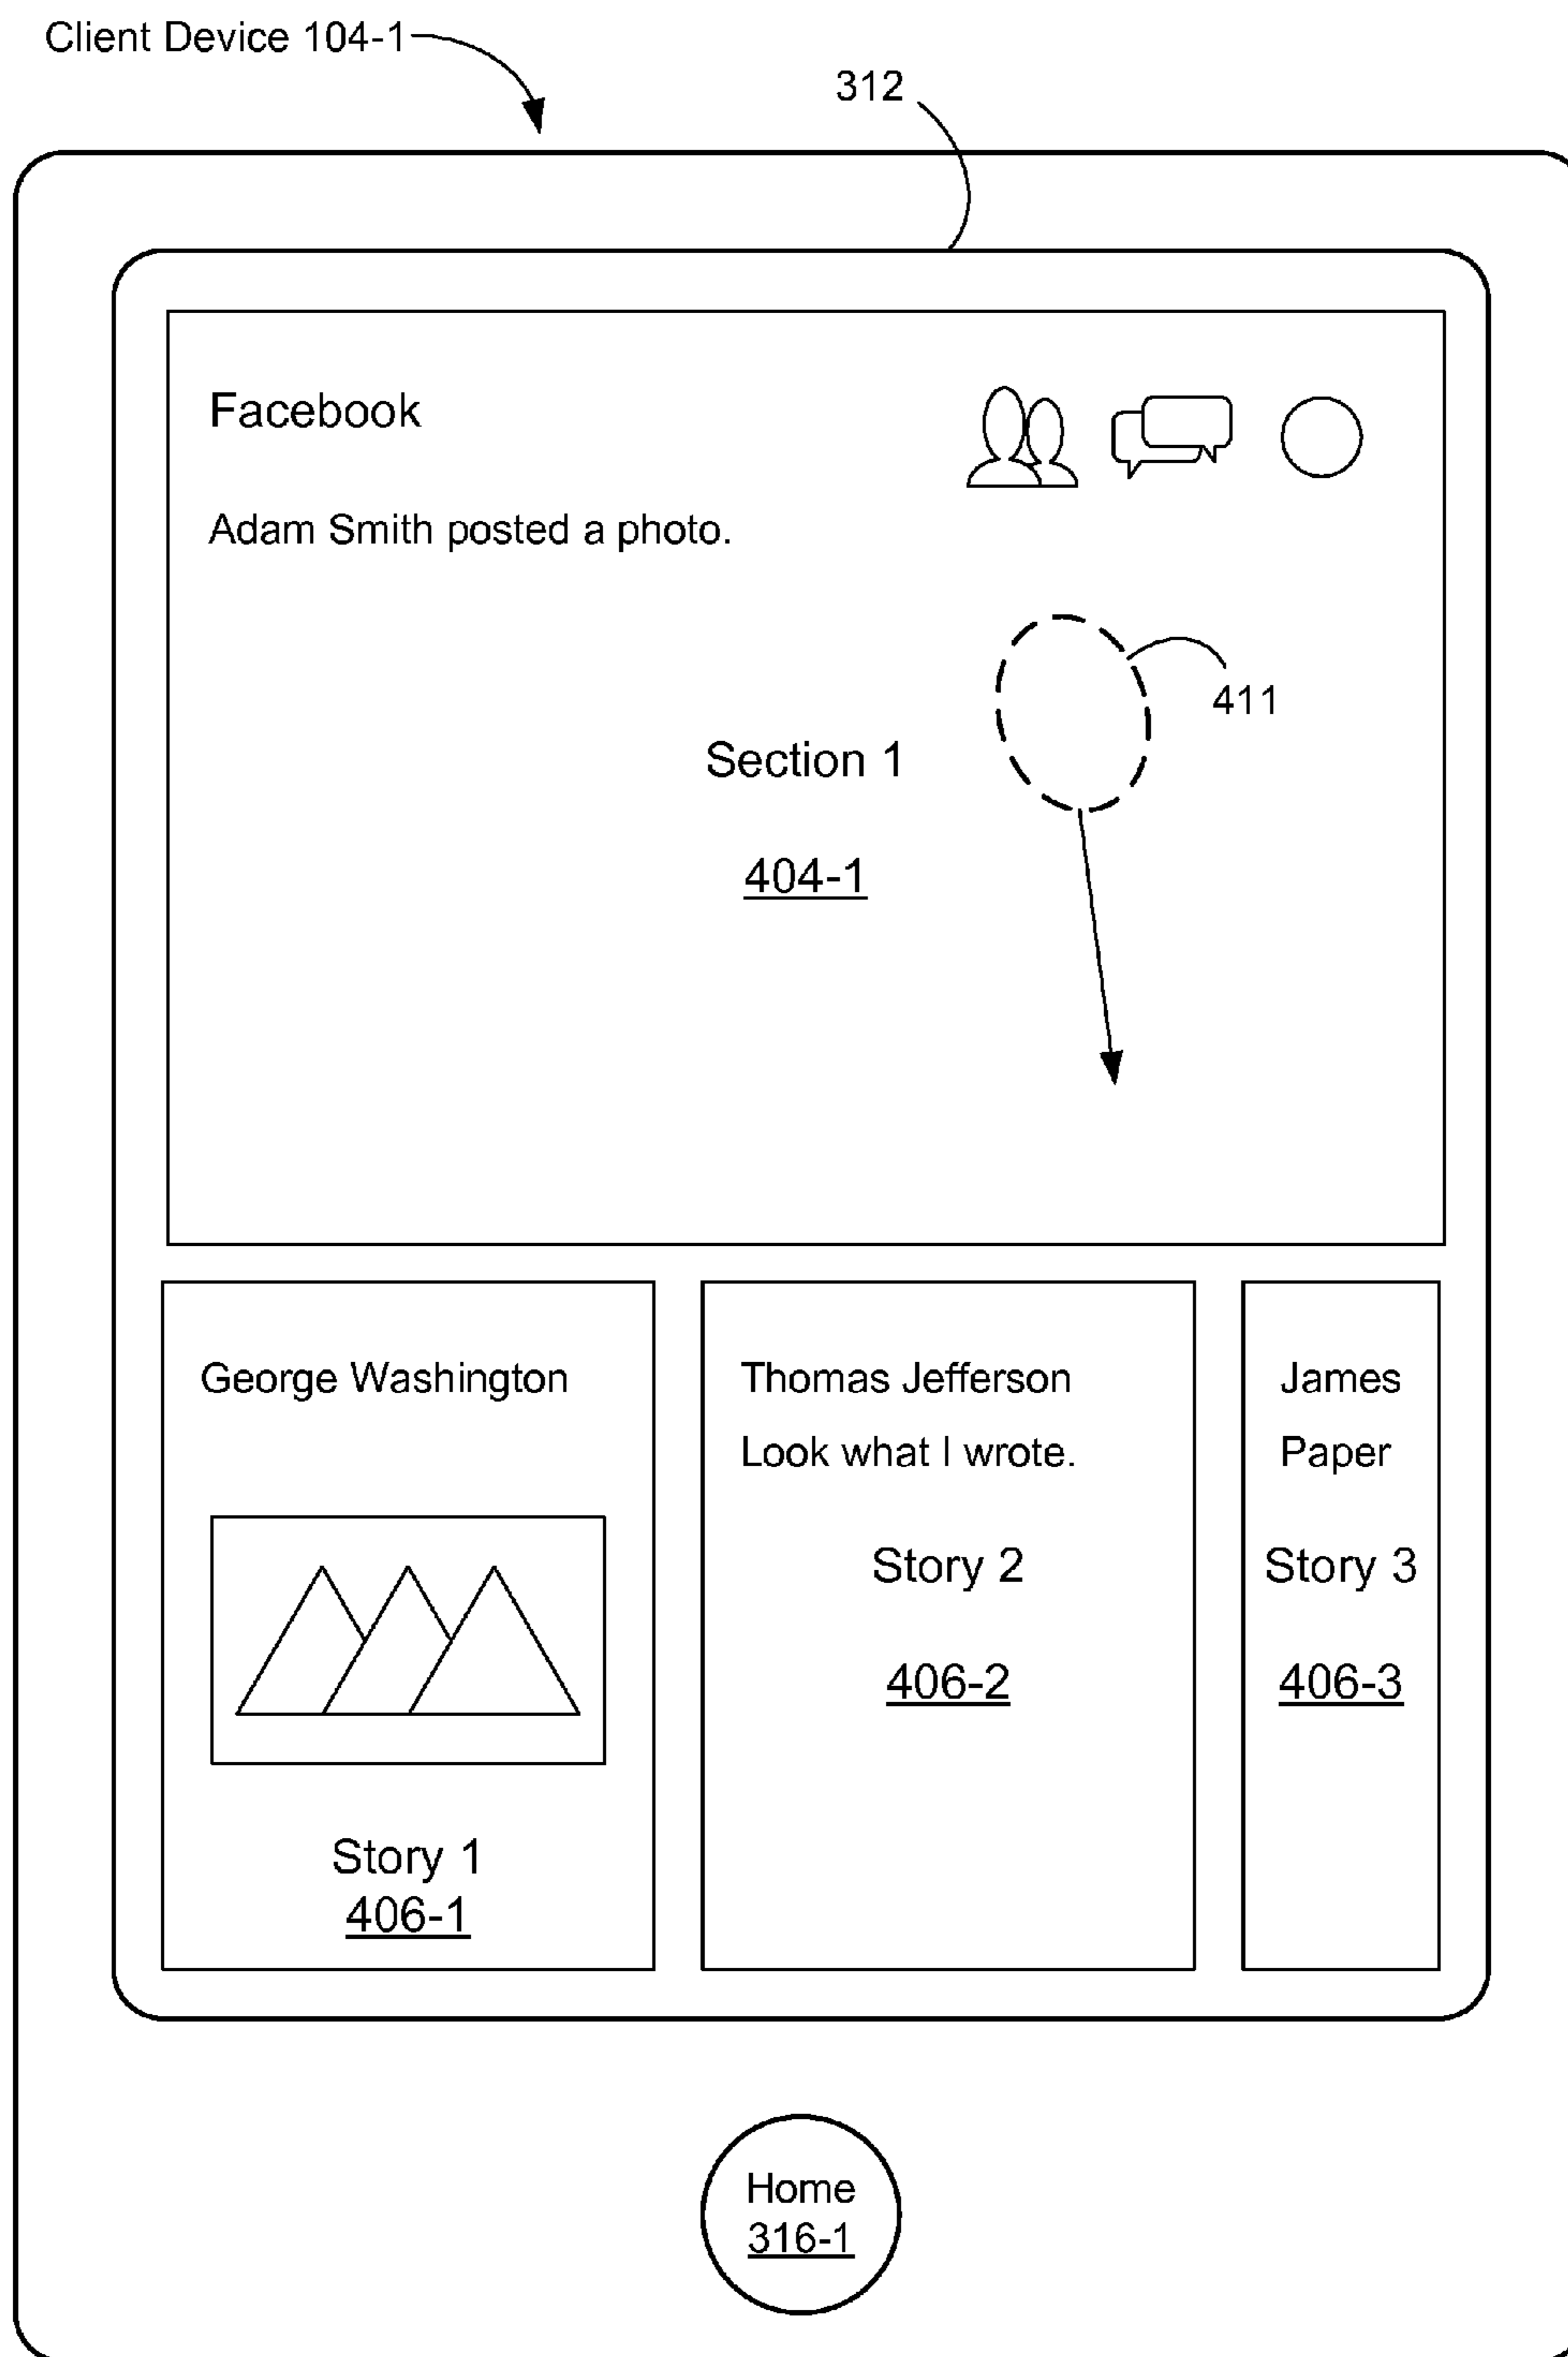 Client Device 104-1
312
Facebook
Adam Smith posted a photo.
411
Section 1
404-1
George Washington
Story 1
406-1
Thomas Jefferson
Look what I wrote.
Story 2
406-2
James
Paper
Story 3
406-3
Home
316-1